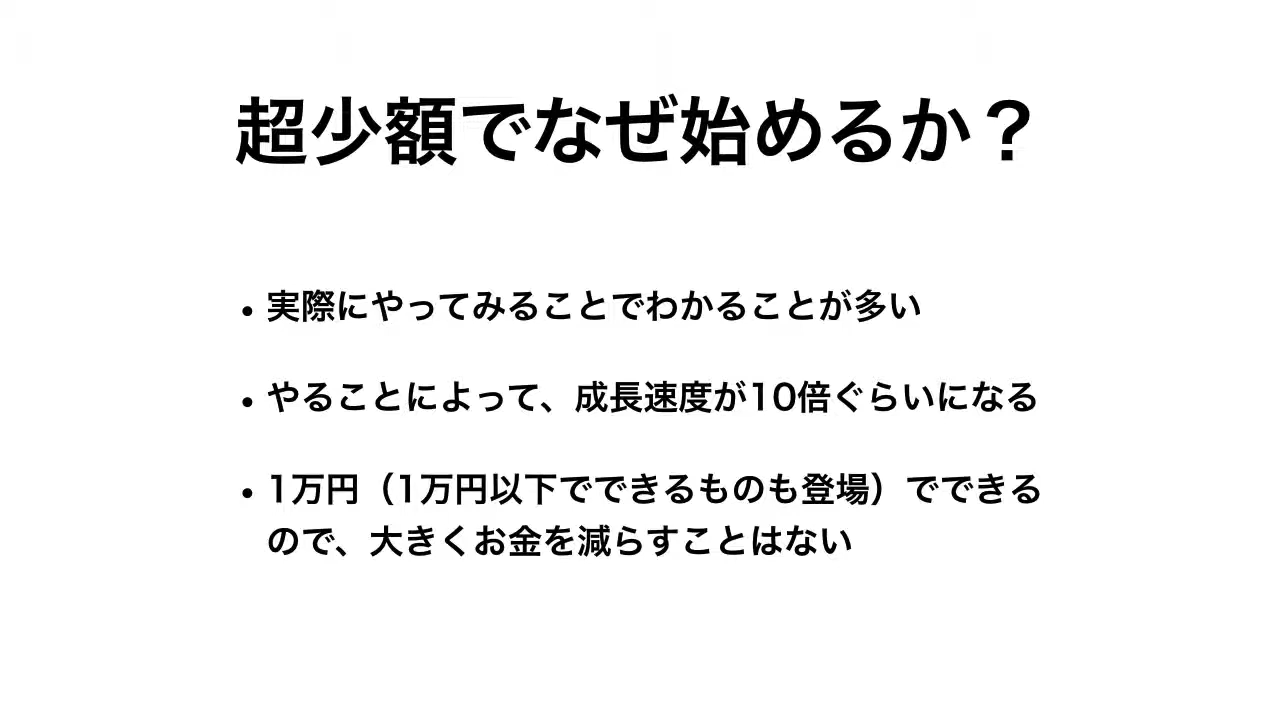 超少額でなぜ始めるか？
• 実際にやってみることでわかることが多い
• やることによって、成長速度が10倍ぐらいになる
• 1万円（1万円以下でできるものも登場）でできる
ので、大きくお金を減らすことはない